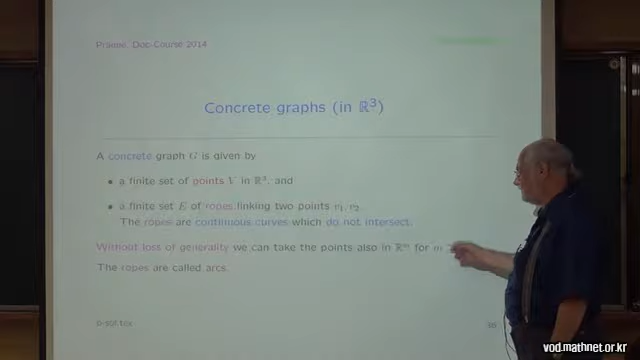 Prague, Doc-Course 2014
Concrete graphs (in ℝ³)
A concrete graph G is given by
• a finite set of points V in ℝ³, and
• a finite set E of ropes linking two points v₁, v₂.
The ropes are continuous curves which do not intersect.
Without loss of generality we can take the points also in ℝᵐ for m
The ropes are called arcs.
vod.mathnet.or.kr